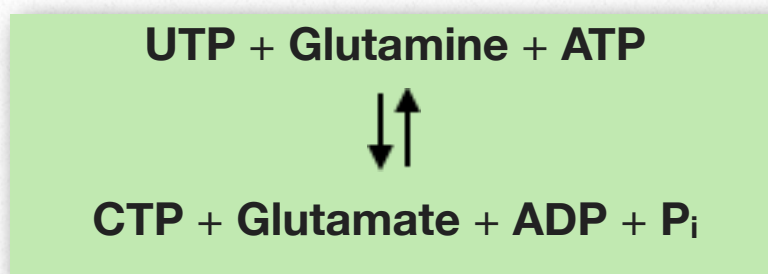 UTP + Glutamine + ATP
CTP + Glutamate + ADP + Pi